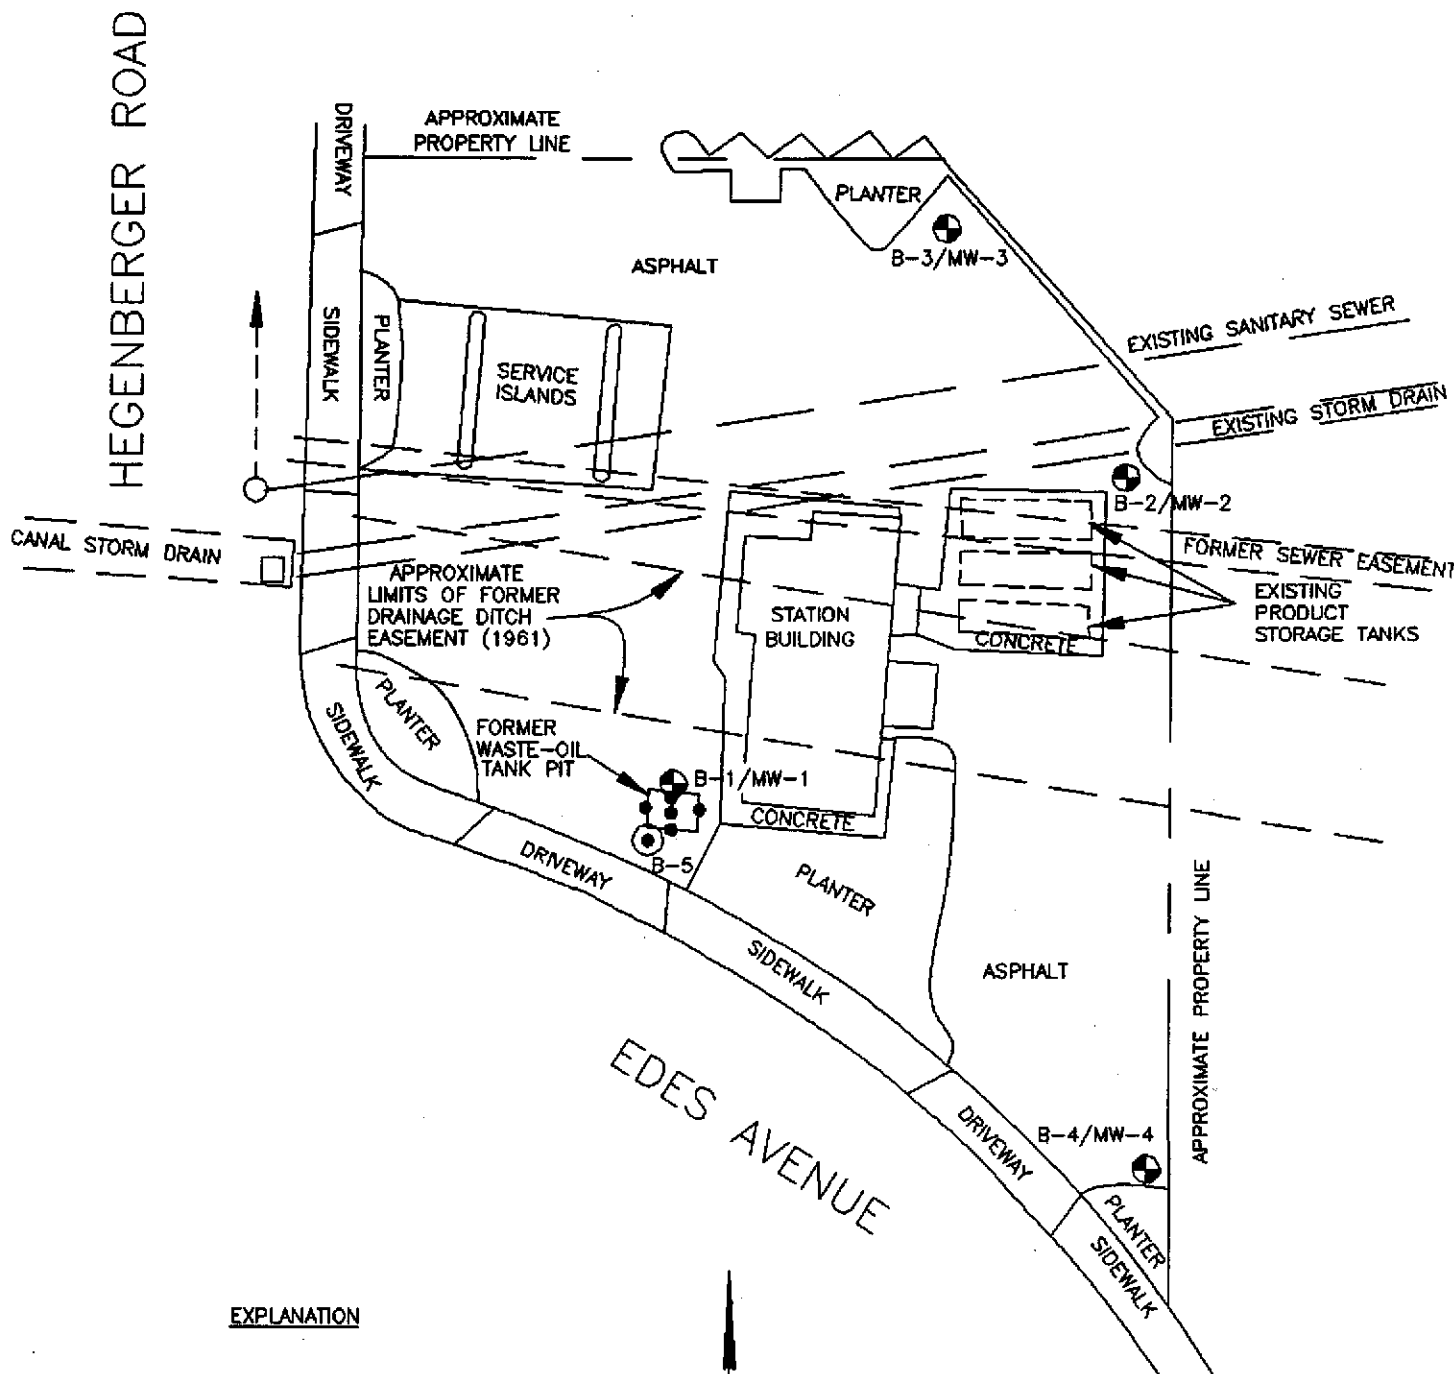 HEGENBERGER ROAD
DRIVEWAY
APPROXIMATE
PROPERTY LINE
PLANTER
B-3/MW-3
ASPHALT
SIDEWALK
PLANTER
SERVICE
ISLANDS
EXISTING SANITARY SEWER
EXISTING STORM DRAIN
B-2/MW-2
CANAL STORM DRAIN
FORMER SEWER EASEMENT
APPROXIMATE
LIMITS OF FORMER
DRAINAGE DITCH
EASEMENT (1961)
STATION
BUILDING
CONCRETE
EXISTING
PRODUCT
STORAGE TANKS
PLANTER
SIDEWALK
FORMER
WASTE-OIL
TANK PIT
B-1/MW-1
CONCRETE
B-5
DRIVEWAY
PLANTER
SIDEWALK
ASPHALT
APPROXIMATE PROPERTY LINE
EDES AVENUE
DRIVEWAY
B-4/MW-4
PLANTER
SIDEWALK
EXPLANATION